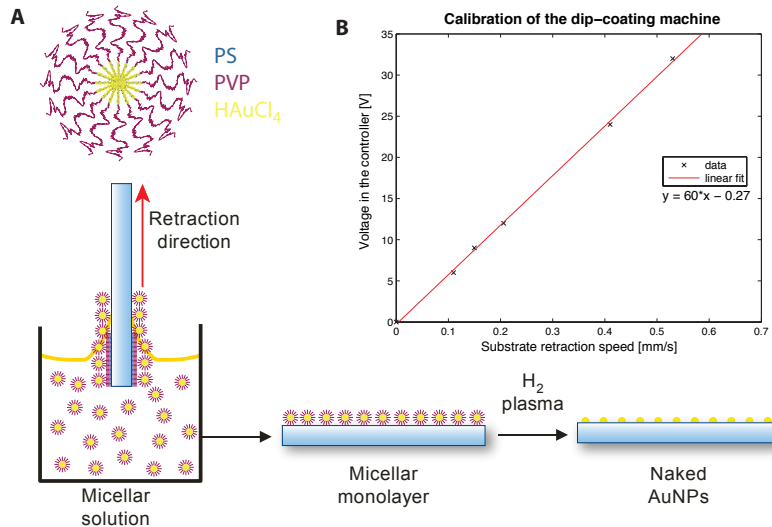 A
PS
PVP
HAuCl4
Retraction
direction
Micellar
solution
B
Calibration of the dip−coating machine
Voltage in the controller [V]
35
30
25
20
15
10
5
0
0
0.1
0.2
0.3
0.4
0.5
0.6
0.7
Substrate retraction speed [mm/s]
data
linear fit
y = 60*x − 0.27
Micellar
monolayer
H2
plasma
Naked
AuNPs